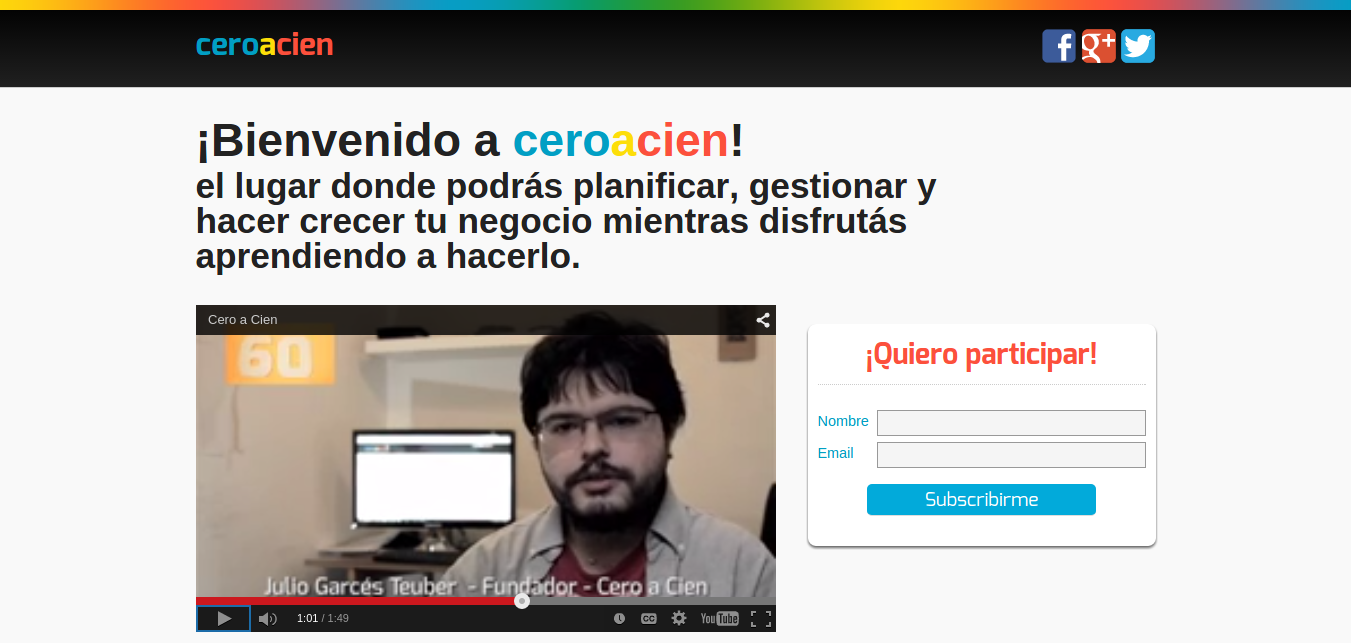 ceroacien
f g+
¡Bienvenido a ceroacien!
el lugar donde podrás planificar, gestionar y
hacer crecer tu negocio mientras disfrutás
aprendiendo a hacerlo.
Cero a Cien
60
Julio Garcés Teuber - Fundador - Cero a Cien
1:01 / 1:49
CC
YouTube
¡Quiero participar!
Nombre
Email
Subscribirme